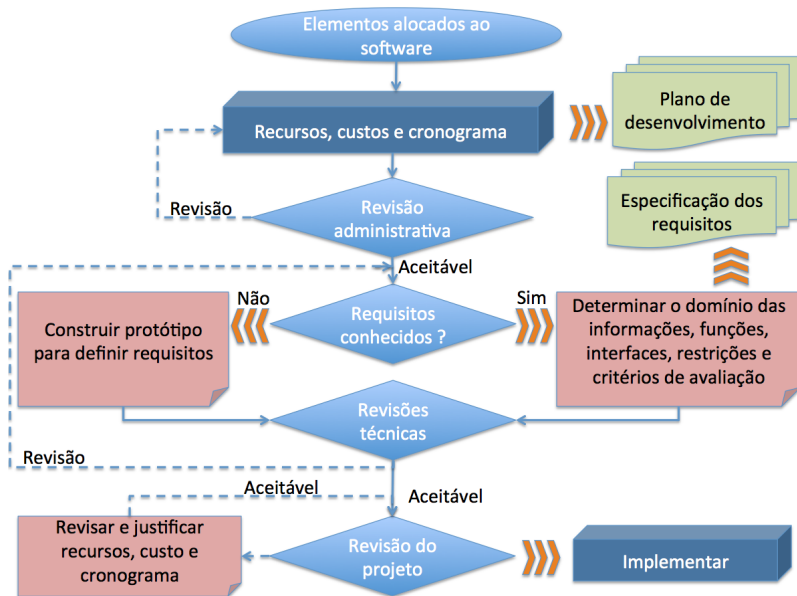 Elementos alocados ao
software
Recursos, custos e cronograma
Plano de
desenvolvimento
Revisão
Revisão
administrativa
Especificação dos
requisitos
Aceitável
Não
Requisitos
conhecidos ?
Sim
Construir protótipo
para definir requisitos
Determinar o domínio das
informações, funções,
interfaces, restrições e
critérios de avaliação
Revisões
técnicas
Revisão
Aceitável
Aceitável
Revisar e justificar
recursos, custo e
cronograma
Revisão do
projeto
Implementar